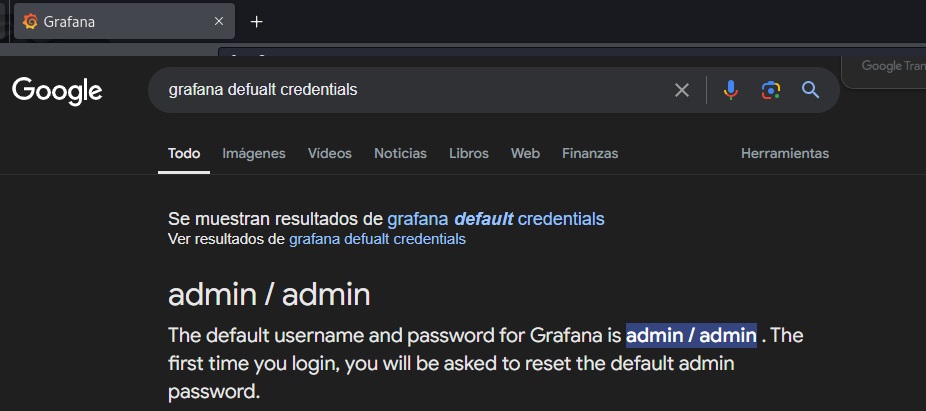 Grafana
Google
grafana defualt credentials
Google Tran
Todo Imágenes Videos Noticias Libros Web Finanzas Herramientas
Se muestran resultados de grafana default credentials
Ver resultados de grafana defualt credentials
admin / admin
The default username and password for Grafana is admin / admin . The
first time you login, you will be asked to reset the default admin
password.